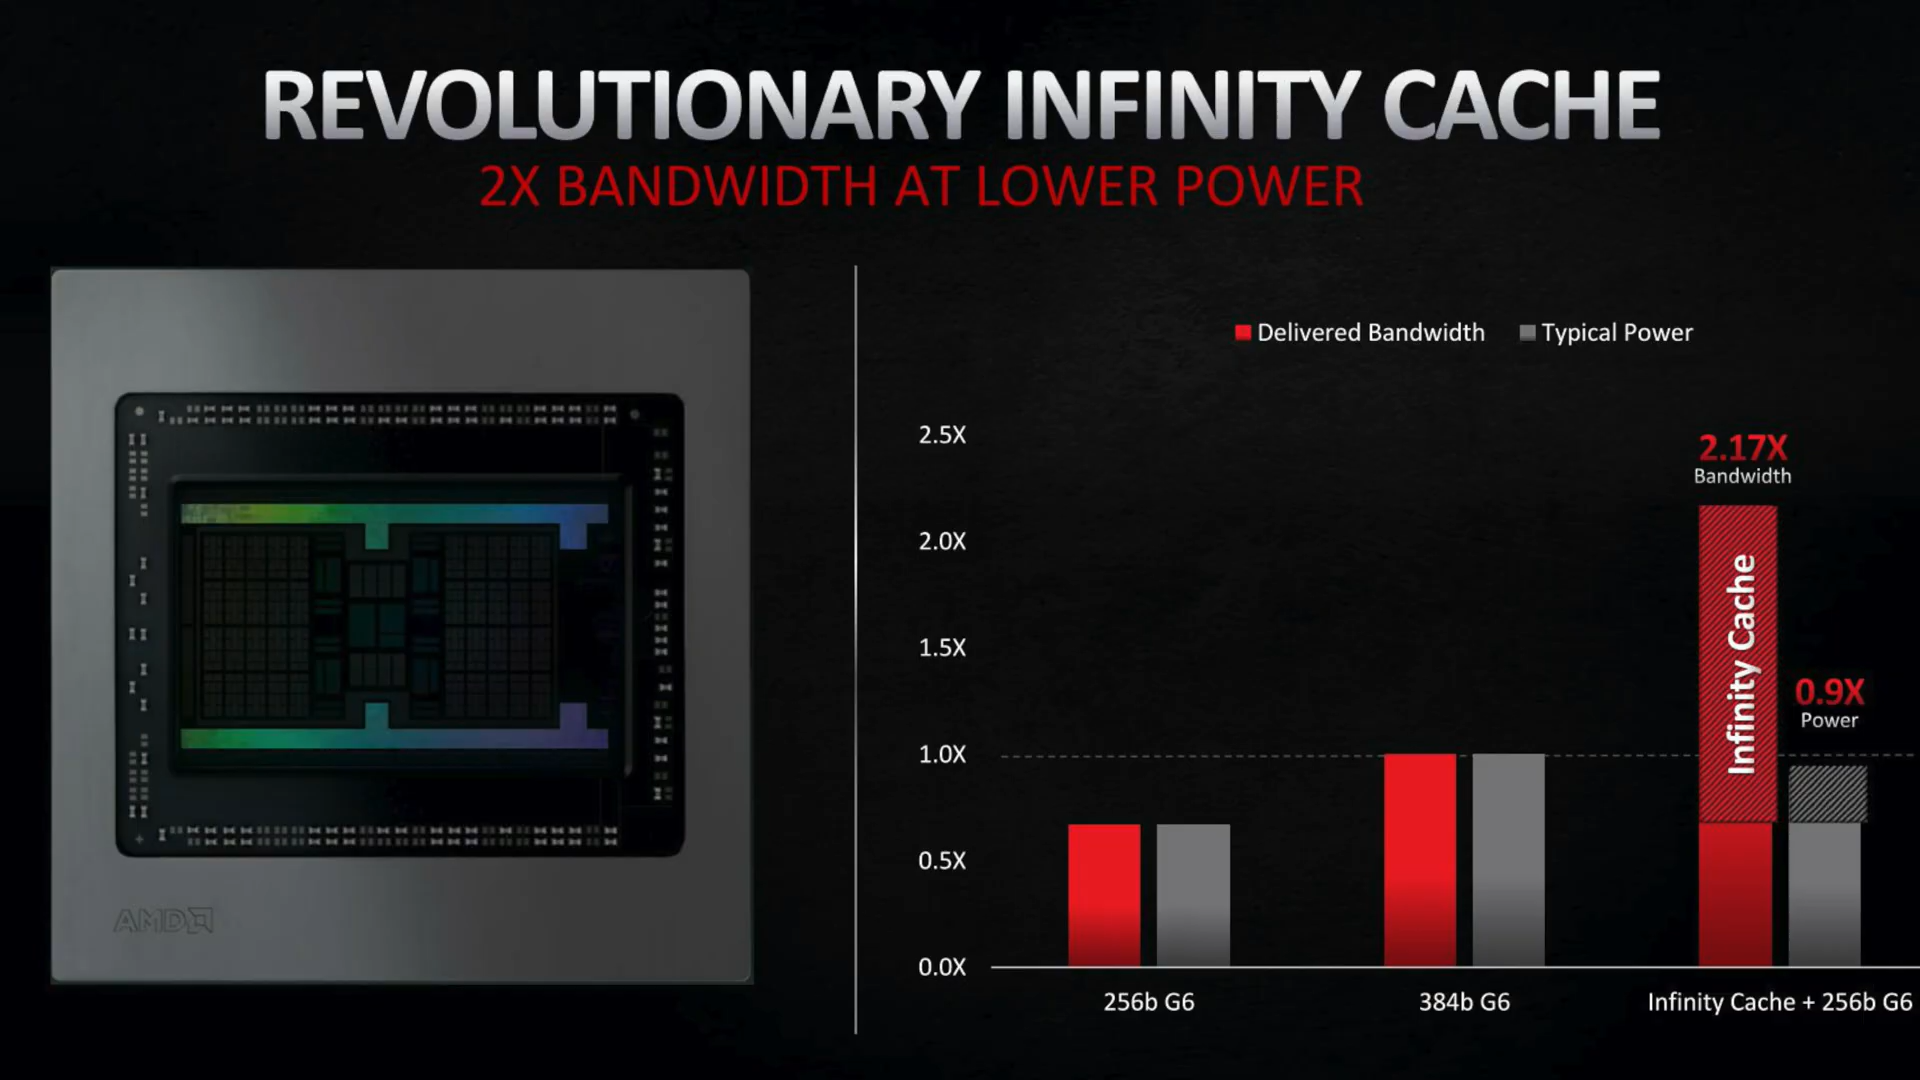 REVOLUTIONARY INFINITY CACHE
2X BANDWIDTH AT LOWER POWER
AMD
Delivered Bandwidth
Typical Power
2.5X
2.0X
1.5X
1.0X
0.5X
0.0X
2.17X
Bandwidth
Infinity Cache
0.9X
Power
256b G6
384b G6
Infinity Cache + 256b G6